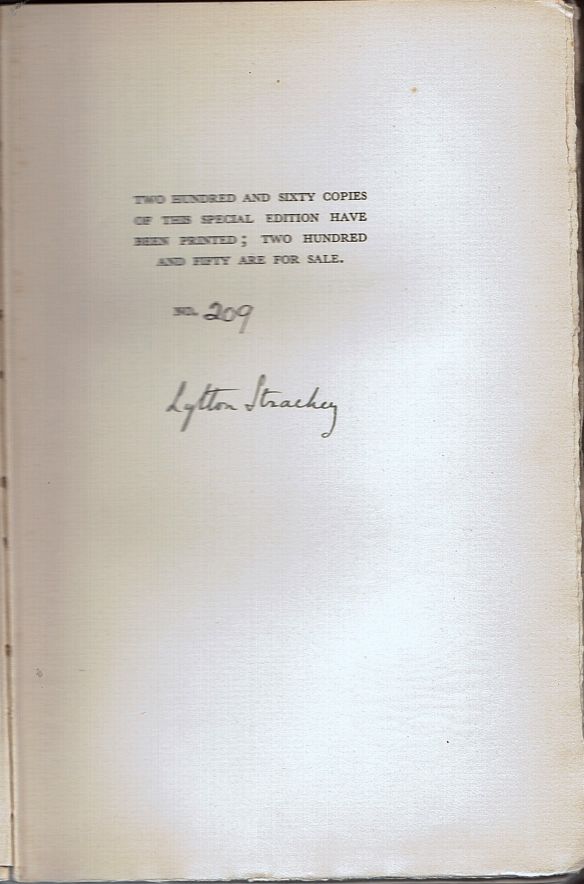 TWO HUNDRED AND SIXTY COPIES
OF THIS SPECIAL EDITION HAVE
BEEN PRINTED; TWO HUNDRED
AND FIFTY ARE FOR SALE.
NO. 209
Lytton Strachey